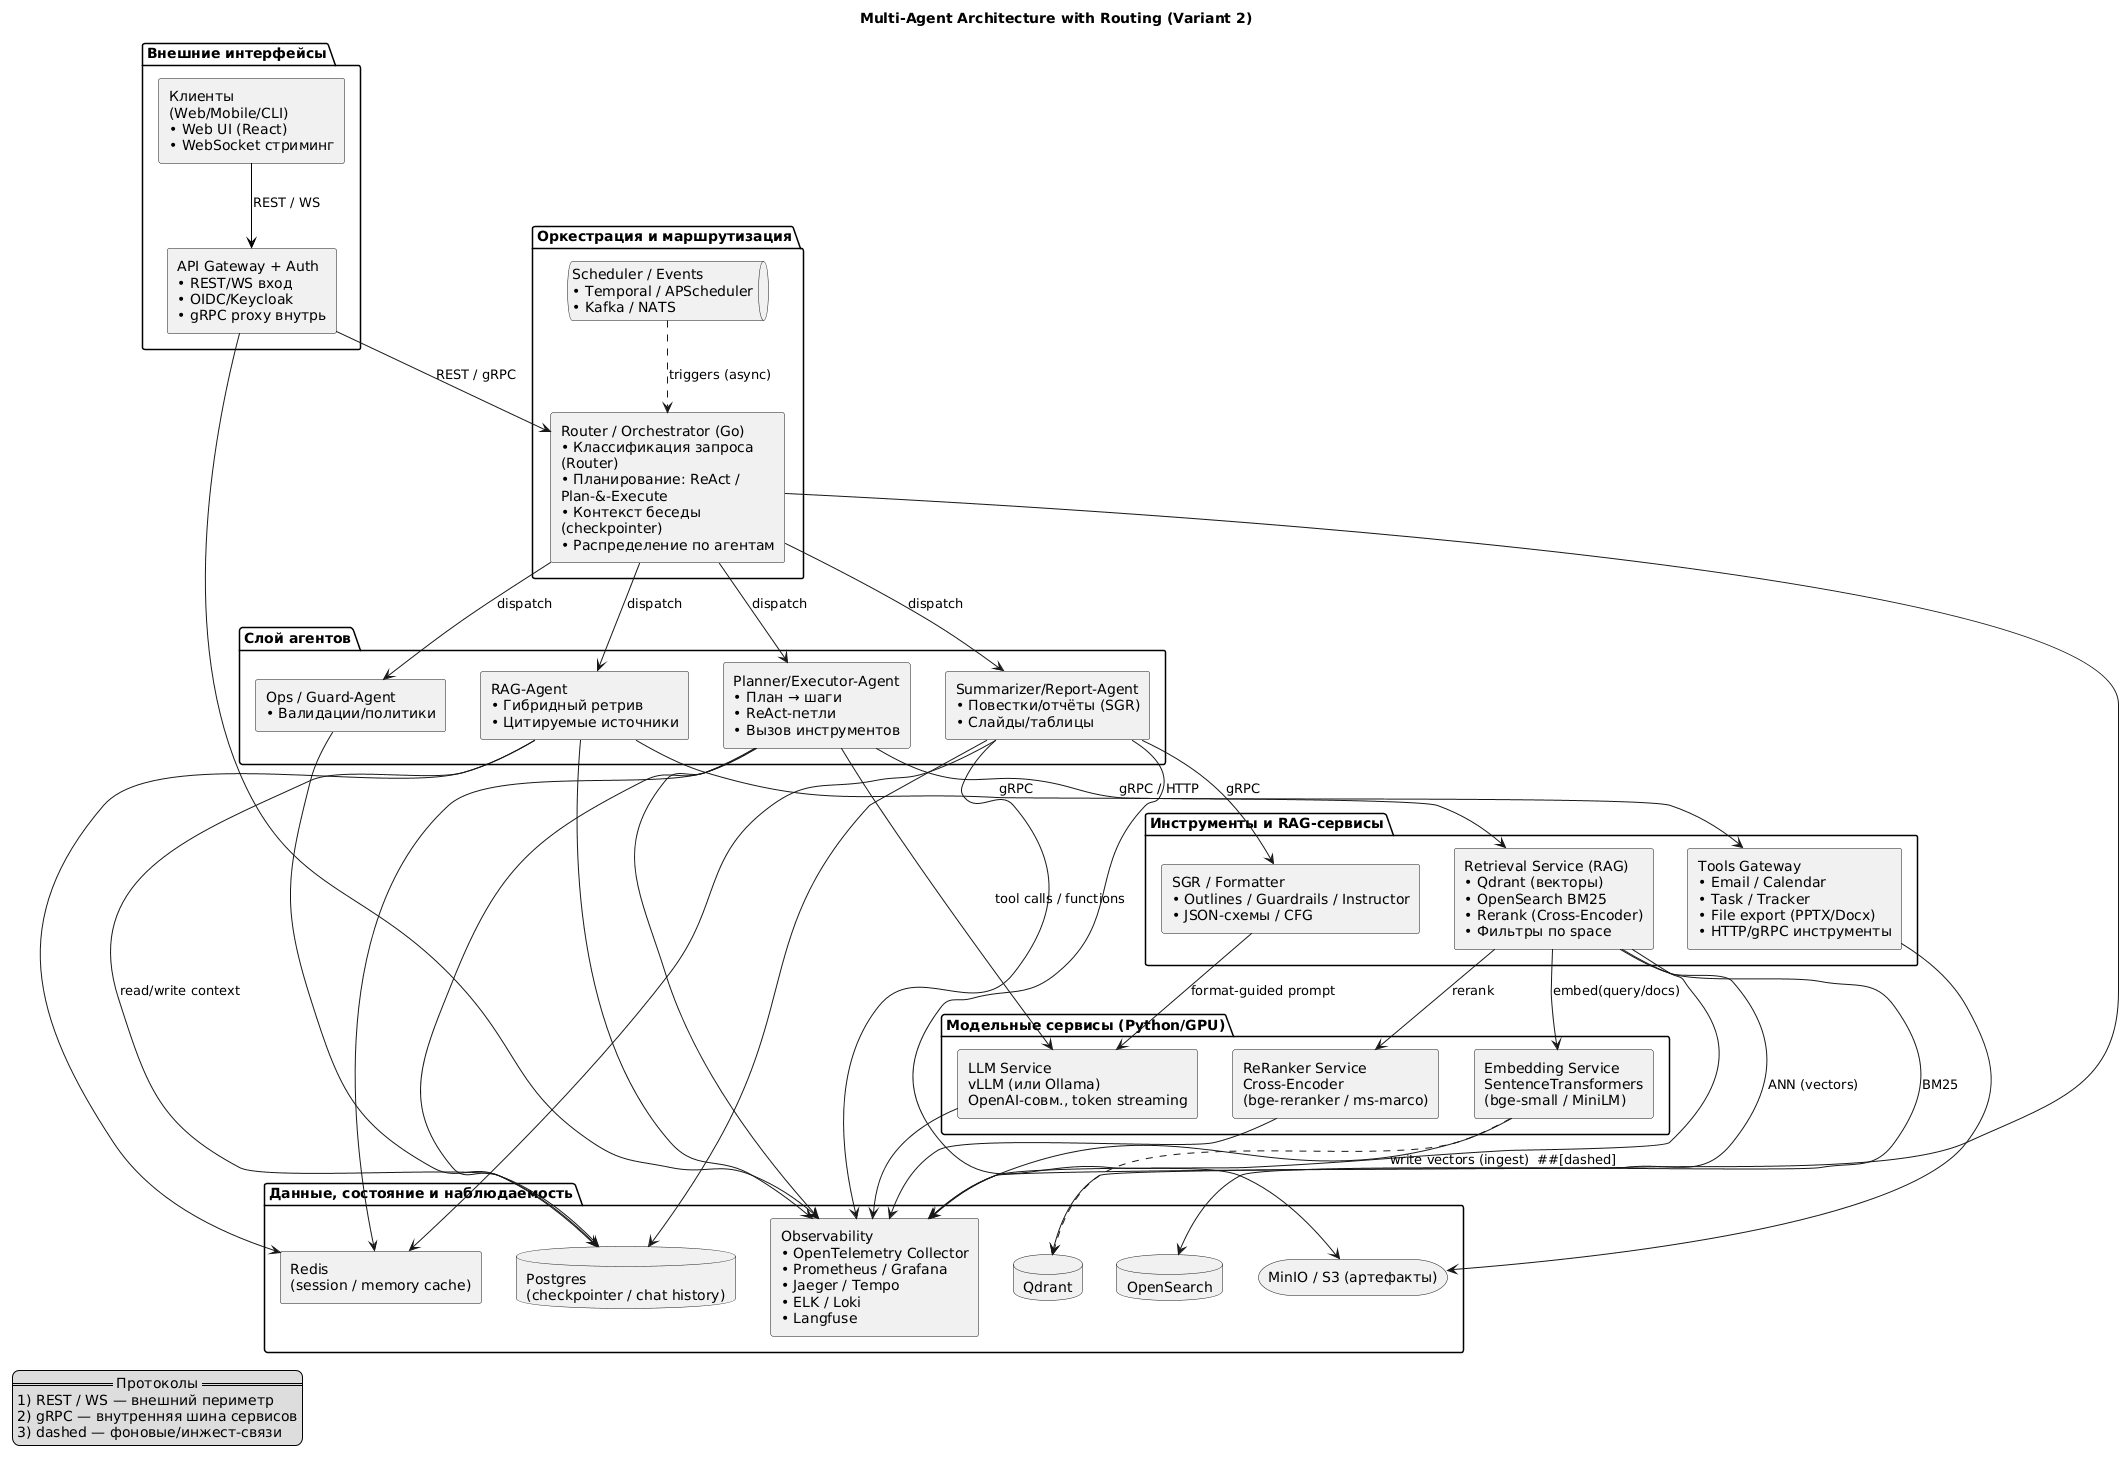 Multi-Agent Architecture with Routing (Variant 2)
Внешние интерфейсы
Клиенты
(Web/Mobile/CLI)
• Web UI (React)
• WebSocket стриминг
REST / WS
API Gateway + Auth
• REST/WS вход
• OIDC/Keycloak
• gRPC proxy внутрь
REST / gRPC
Оркестрация и маршрутизация
Scheduler / Events
• Temporal / APScheduler
• Kafka / NATS
triggers (async)
Router / Orchestrator (Go)
• Классификация запроса
(Router)
• Планирование: ReAct /
Plan-&-Execute
• Контекст беседы
(checkpointer)
• Распределение по агентам
dispatch
dispatch
dispatch
dispatch
Слой агентов
Ops / Guard-Agent
• Валидации/политики
RAG-Agent
• Гибридный ретрив
• Цитируемые источники
Planner/Executor-Agent
• План → шаги
• ReAct-петли
• Вызов инструментов
Summarizer/Report-Agent
• Повестки/отчёты (SGR)
• Слайды/таблицы
gRPC
gRPC / HTTP
gRPC
Инструменты и RAG-сервисы
SGR / Formatter
• Outlines / Guardrails / Instructor
• JSON-схемы / CFG
Retrieval Service (RAG)
• Qdrant (векторы)
• OpenSearch BM25
• Rerank (Cross-Encoder)
• Фильтры по space
Tools Gateway
• Email / Calendar
• Task / Tracker
• File export (PPTX/Docx)
• HTTP/gRPC инструменты
tool calls / functions
read/write context
format-guided prompt
rerank
embed(query/docs)
Модельные сервисы (Python/GPU)
LLM Service
vLLM (или Ollama)
OpenAI-совм., token streaming
ReRanker Service
Cross-Encoder
(bge-reranker / ms-marco)
Embedding Service
SentenceTransformers
(bge-small / MiniLM)
ANN (vectors)
BM25
write vectors (ingest)  ##[dashed]
Данные, состояние и наблюдаемость
Redis
(session / memory cache)
Postgres
(checkpointer / chat history)
Observability
• OpenTelemetry Collector
• Prometheus / Grafana
• Jaeger / Tempo
• ELK / Loki
• Langfuse
Qdrant
OpenSearch
MinIO / S3 (артефакты)
Протоколы
1) REST / WS — внешний периметр
2) gRPC — внутренняя шина сервисов
3) dashed — фоновые/инжест-связи